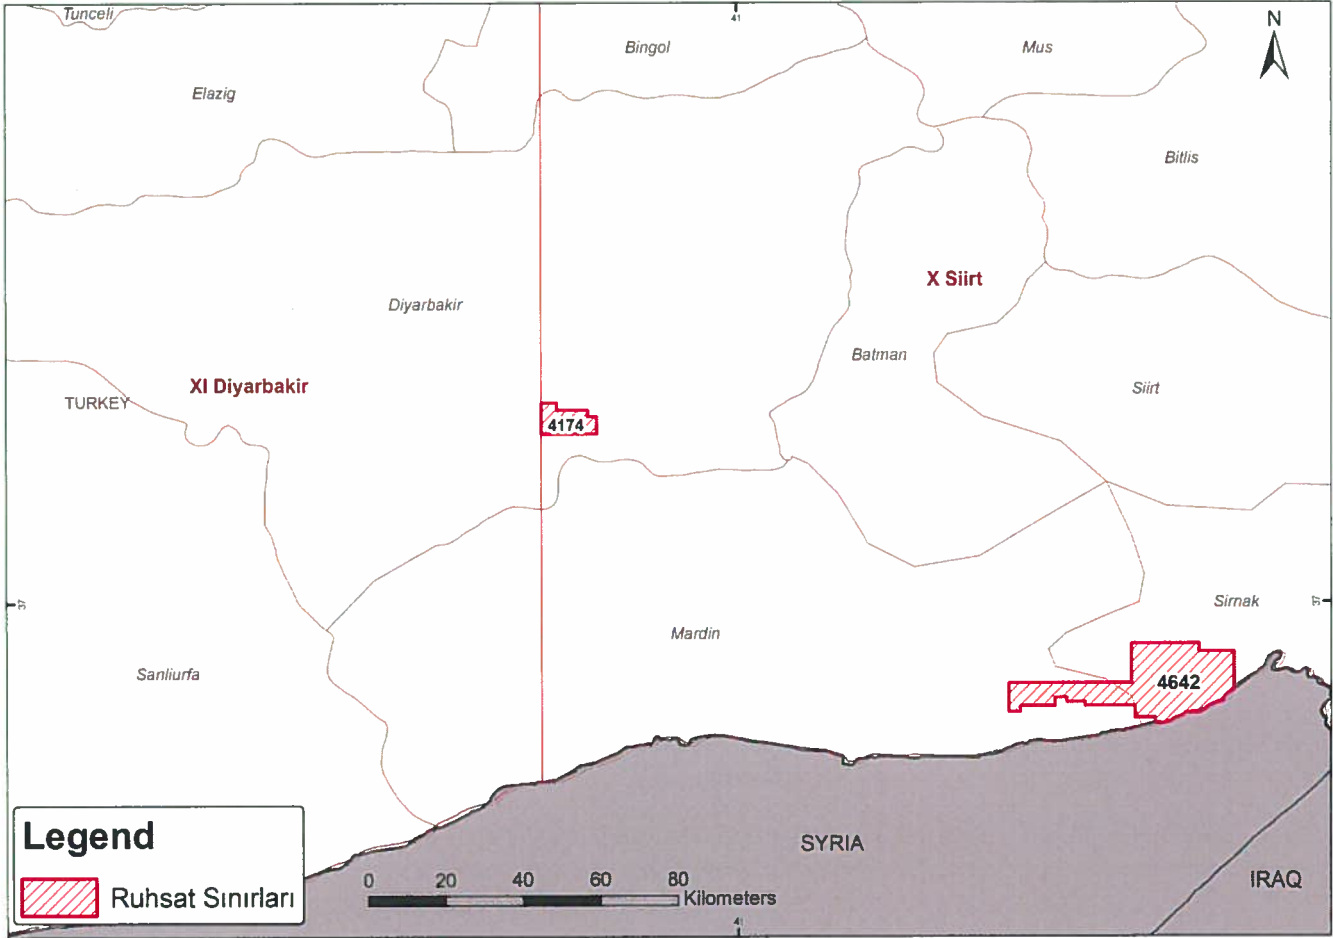 Tunceli
41
N
Bingol
Mus
Elazig
Bitlis
X Siirt
Diyarbakir
Batman
XI Diyarbakir
Siirt
TURKEY
4174
37
Sirnak
37
Mardin
Sanliurfa
4642
Legend
Ruhsat Sınırları
SYRIA
IRAQ
0 20 40 60 80
Kilometers
41